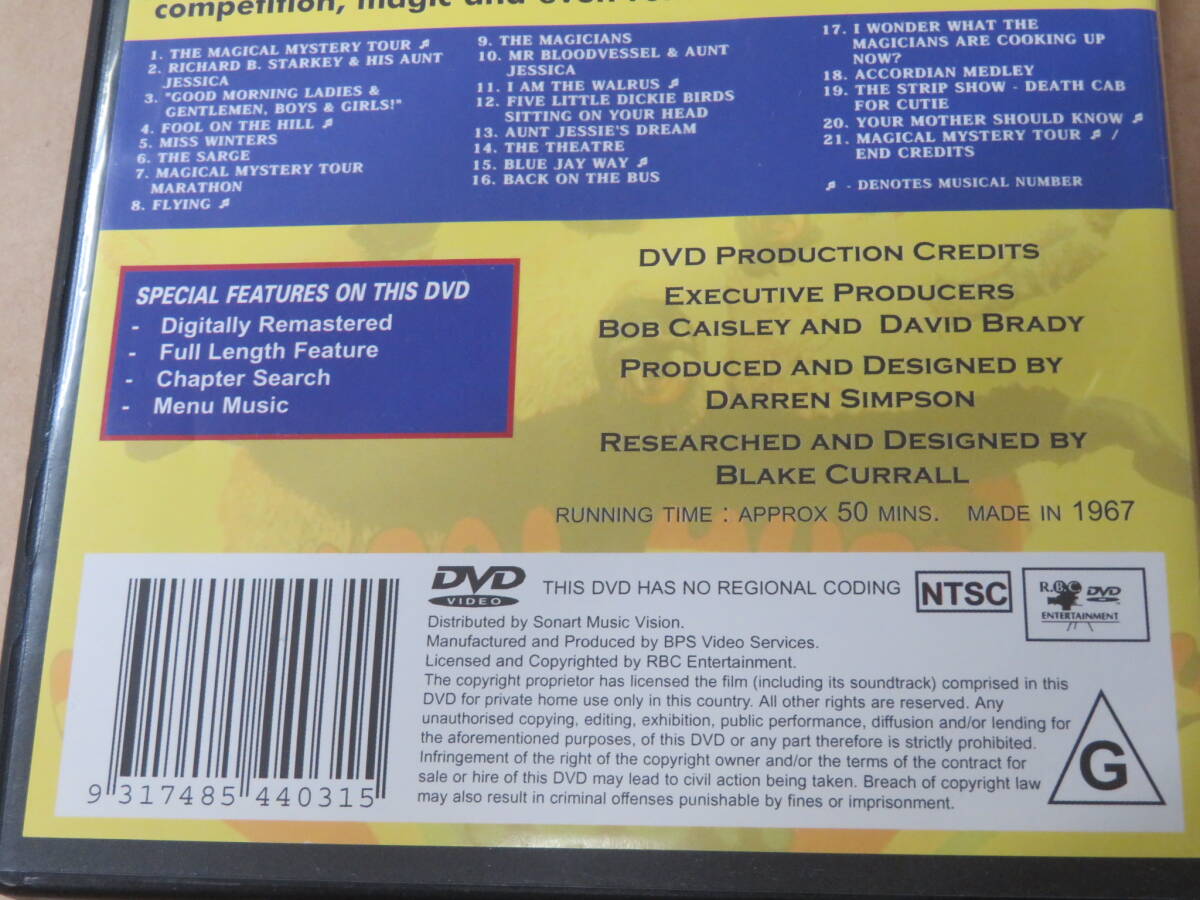 competition, magic and even
1. THE MAGICAL MYSTERY TOUR ♬
2. RICHARD B. STARKEY & HIS AUNT
JESSICA
3. "GOOD MORNING LADIES &
GENTLEMEN, BOYS & GIRLS!"
4. FOOL ON THE HILL ♬
5. MISS WINTERS
6. THE SARGE
7. MAGICAL MYSTERY TOUR
MARATHON
8. FLYING ♬
9. THE MAGICIANS
10. MR BLOODVESSEL & AUNT
JESSICA
11. I AM THE WALRUS ♬
12. FIVE LITTLE DICKIE BIRDS
SITTING ON YOUR HEAD
13. AUNT JESSIE'S DREAM
14. THE THEATRE
15. BLUE JAY WAY ♬
16. BACK ON THE BUS
17. I WONDER WHAT THE
MAGICIANS ARE COOKING UP
NOW?
18. ACCORDIAN MEDLEY
19. THE STRIP SHOW - DEATH CAB
FOR CUTIE
20. YOUR MOTHER SHOULD KNOW ♬
21. MAGICAL MYSTERY TOUR ♬ /
END CREDITS
♬ - DENOTES MUSICAL NUMBER
SPECIAL FEATURES ON THIS DVD
- Digitally Remastered
- Full Length Feature
- Chapter Search
- Menu Music
DVD PRODUCTION CREDITS
EXECUTIVE PRODUCERS
BOB CAISLEY AND DAVID BRADY
PRODUCED AND DESIGNED BY
DARREN SIMPSON
RESEARCHED AND DESIGNED BY
BLAKE CURRALL
RUNNING TIME : APPROX 50 MINS. MADE IN 1967
9 317485 440315
DVD VIDEO
THIS DVD HAS NO REGIONAL CODING
NTSC
R.B.C DVD
ENTERTAINMENT
Distributed by Sonart Music Vision.
Manufactured and Produced by BPS Video Services.
Licensed and Copyrighted by RBC Entertainment.
The copyright proprietor has licensed the film (including its soundtrack) comprised in this
DVD for private home use only in this country. All other rights are reserved. Any
unauthorised copying, editing, exhibition, public performance, diffusion and/or lending for
the aforementioned purposes, of this DVD or any part therefore is strictly prohibited.
Infringement of the right of the copyright owner and/or the terms of the contract for
sale or hire of this DVD may lead to civil action being taken. Breach of copyright law
may also result in criminal offenses punishable by fines or imprisonment.
G